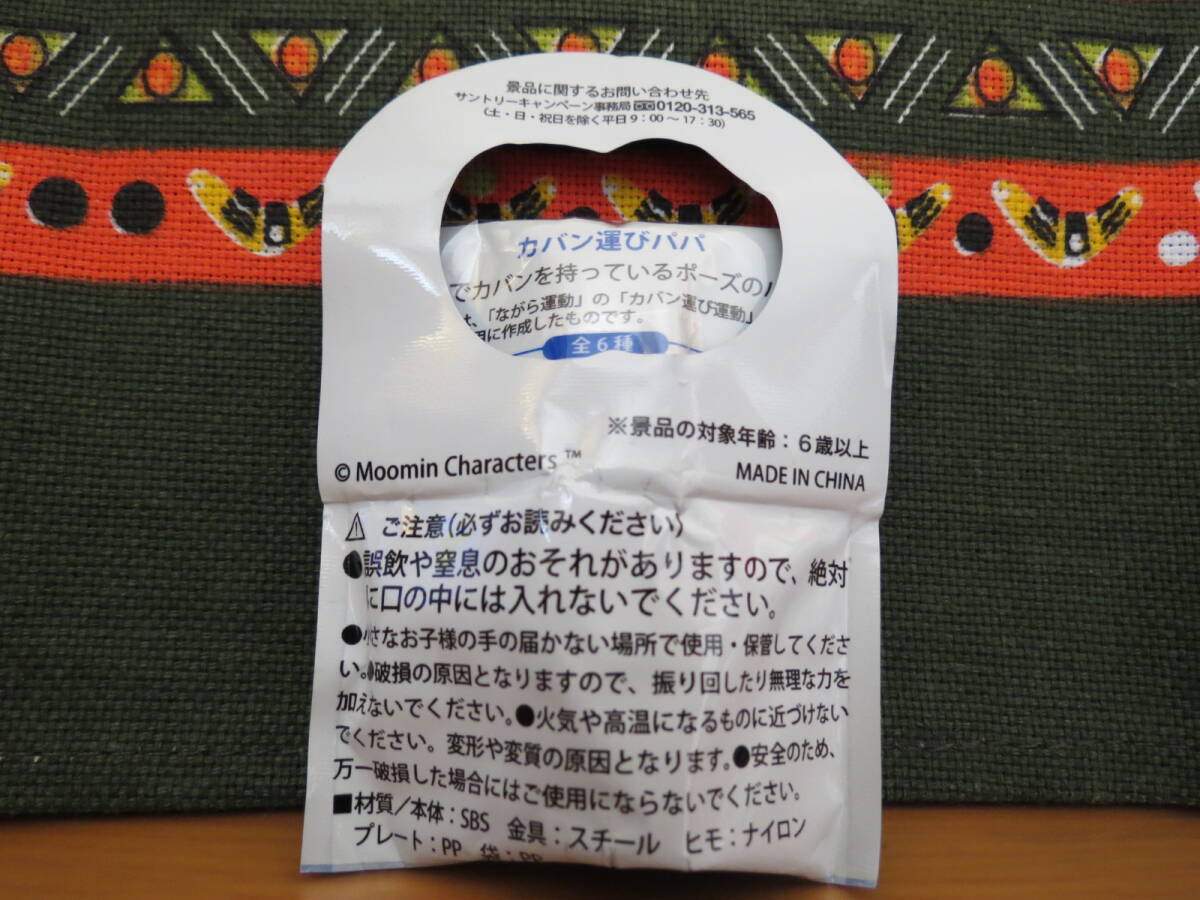 景品に関するお問い合わせ先
サントリーキャンペーン事務局 0120-313-565
(土・日・祝日を除く平日9:00〜17:30)
カバン運びパパ
でカバンを持っているポーズの
「ながら運動」の「カバン運び運動」
用に作成したものです。
全6種
※景品の対象年齢:6歳以上
© Moomin Characters ™
MADE IN CHINA
⚠ ご注意(必ずお読みください)
●誤飲や窒息のおそれがありますので、絶対
に口の中には入れないでください。
●小さなお子様の手の届かない場所で使用・保管してくださ
い。●破損の原因となりますので、振り回したり無理な力を
加えないでください。●火気や高温になるものに近づけない
でください。変形や変質の原因となります。●安全のため、
万一破損した場合にはご使用にならないでください。
■材質/本体:SBS 金具:スチール ヒモ:ナイロン
プレート:PP 袋:PP